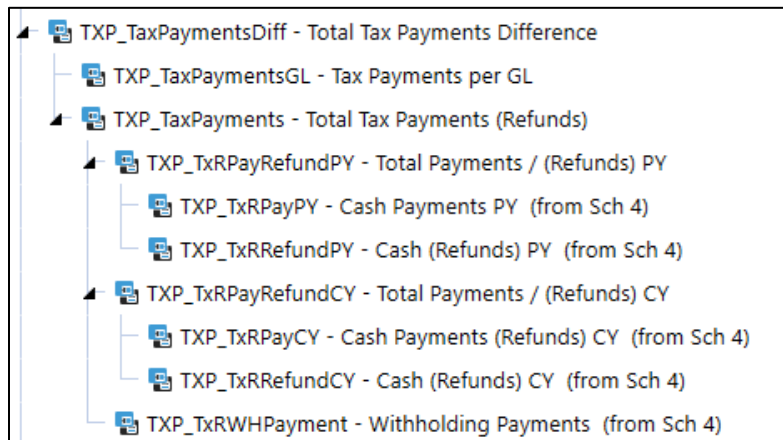 TXP_TaxPaymentsDiff - Total Tax Payments Difference
TXP_TaxPaymentsGL - Tax Payments per GL
TXP_TaxPayments - Total Tax Payments (Refunds)
TXP_TxRPayRefundPY - Total Payments / (Refunds) PY
TXP_TxRPayPY - Cash Payments PY  (from Sch 4)
TXP_TxRRefundPY - Cash (Refunds) PY  (from Sch 4)
TXP_TxRPayRefundCY - Total Payments / (Refunds) CY
TXP_TxRPayCY - Cash Payments (Refunds) CY  (from Sch 4)
TXP_TxRRefundCY - Cash (Refunds) CY  (from Sch 4)
TXP_TxRWHPayment - Withholding Payments  (from Sch 4)